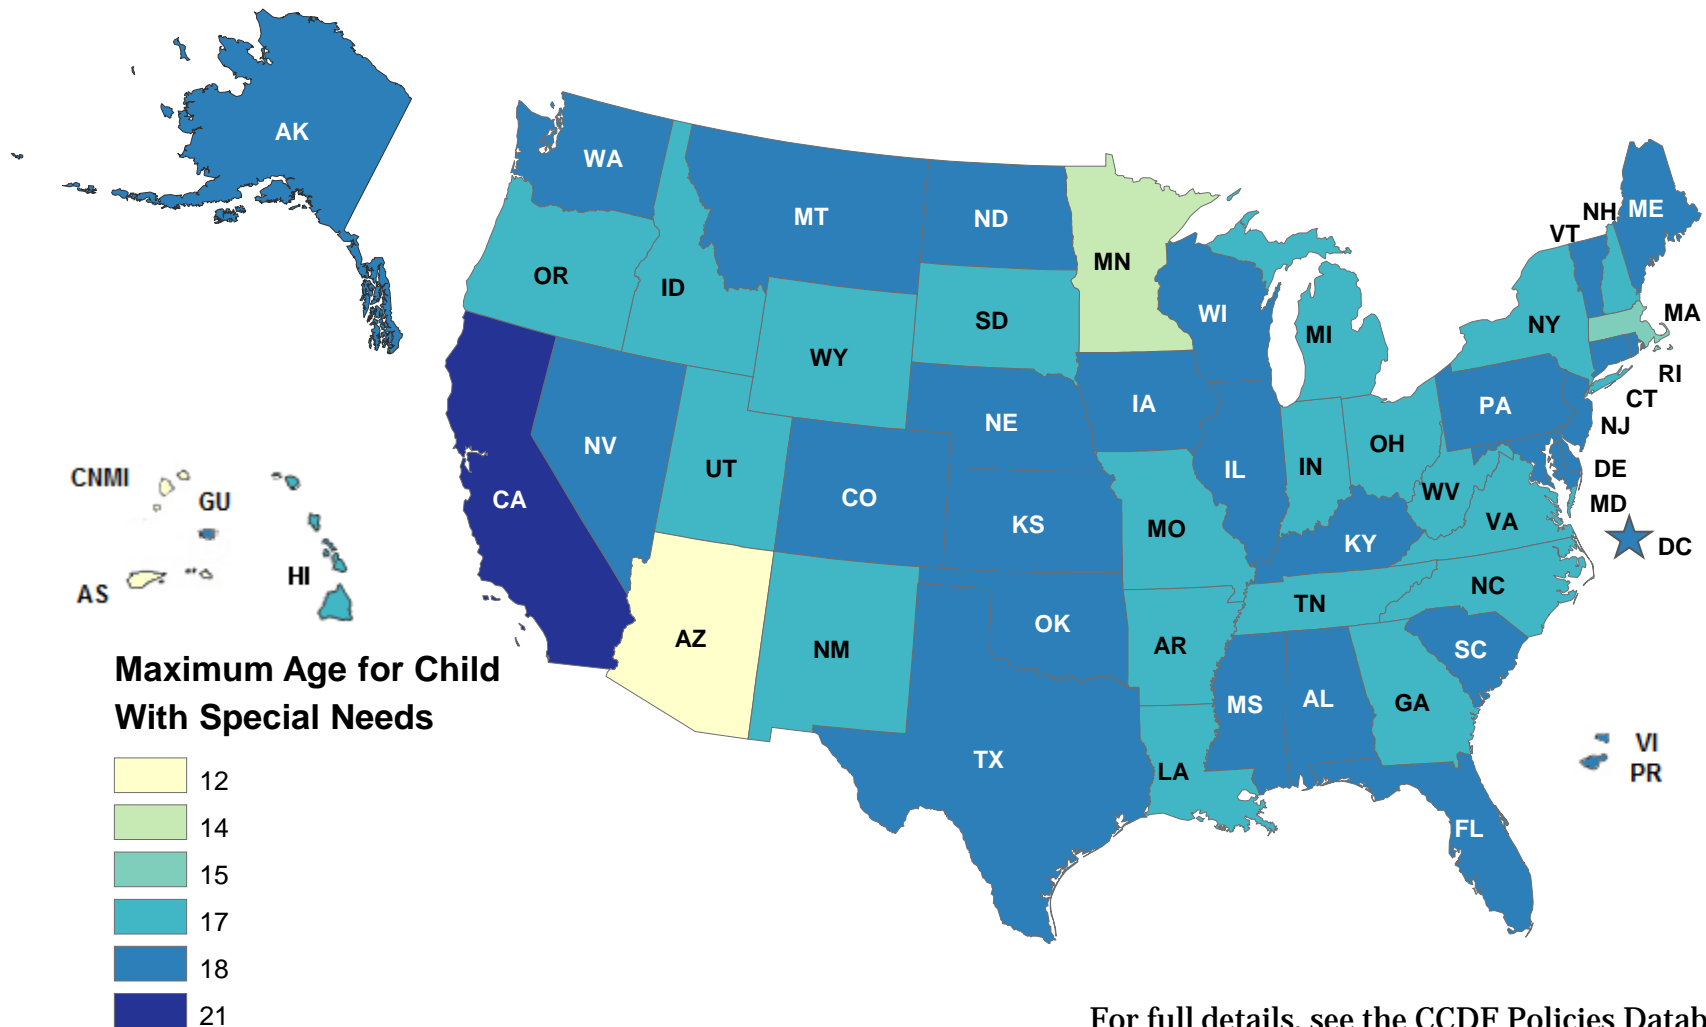 AK
WA
MT
ND
MN
OR
ID
SD
WY
WI
MI
NY
VT
NH
ME
MA
RI
CT
NJ
PA
DE
MD
DC
NV
UT
CA
CO
NE
IA
KS
IL
IN
OH
WV
VA
KY
MO
AZ
NM
OK
AR
TN
NC
SC
MS
AL
GA
TX
LA
FL
VI
PR
CNMI
GU
AS
HI
Maximum Age for Child
With Special Needs
12
14
15
17
18
21
For full details, see the CCDF Policies